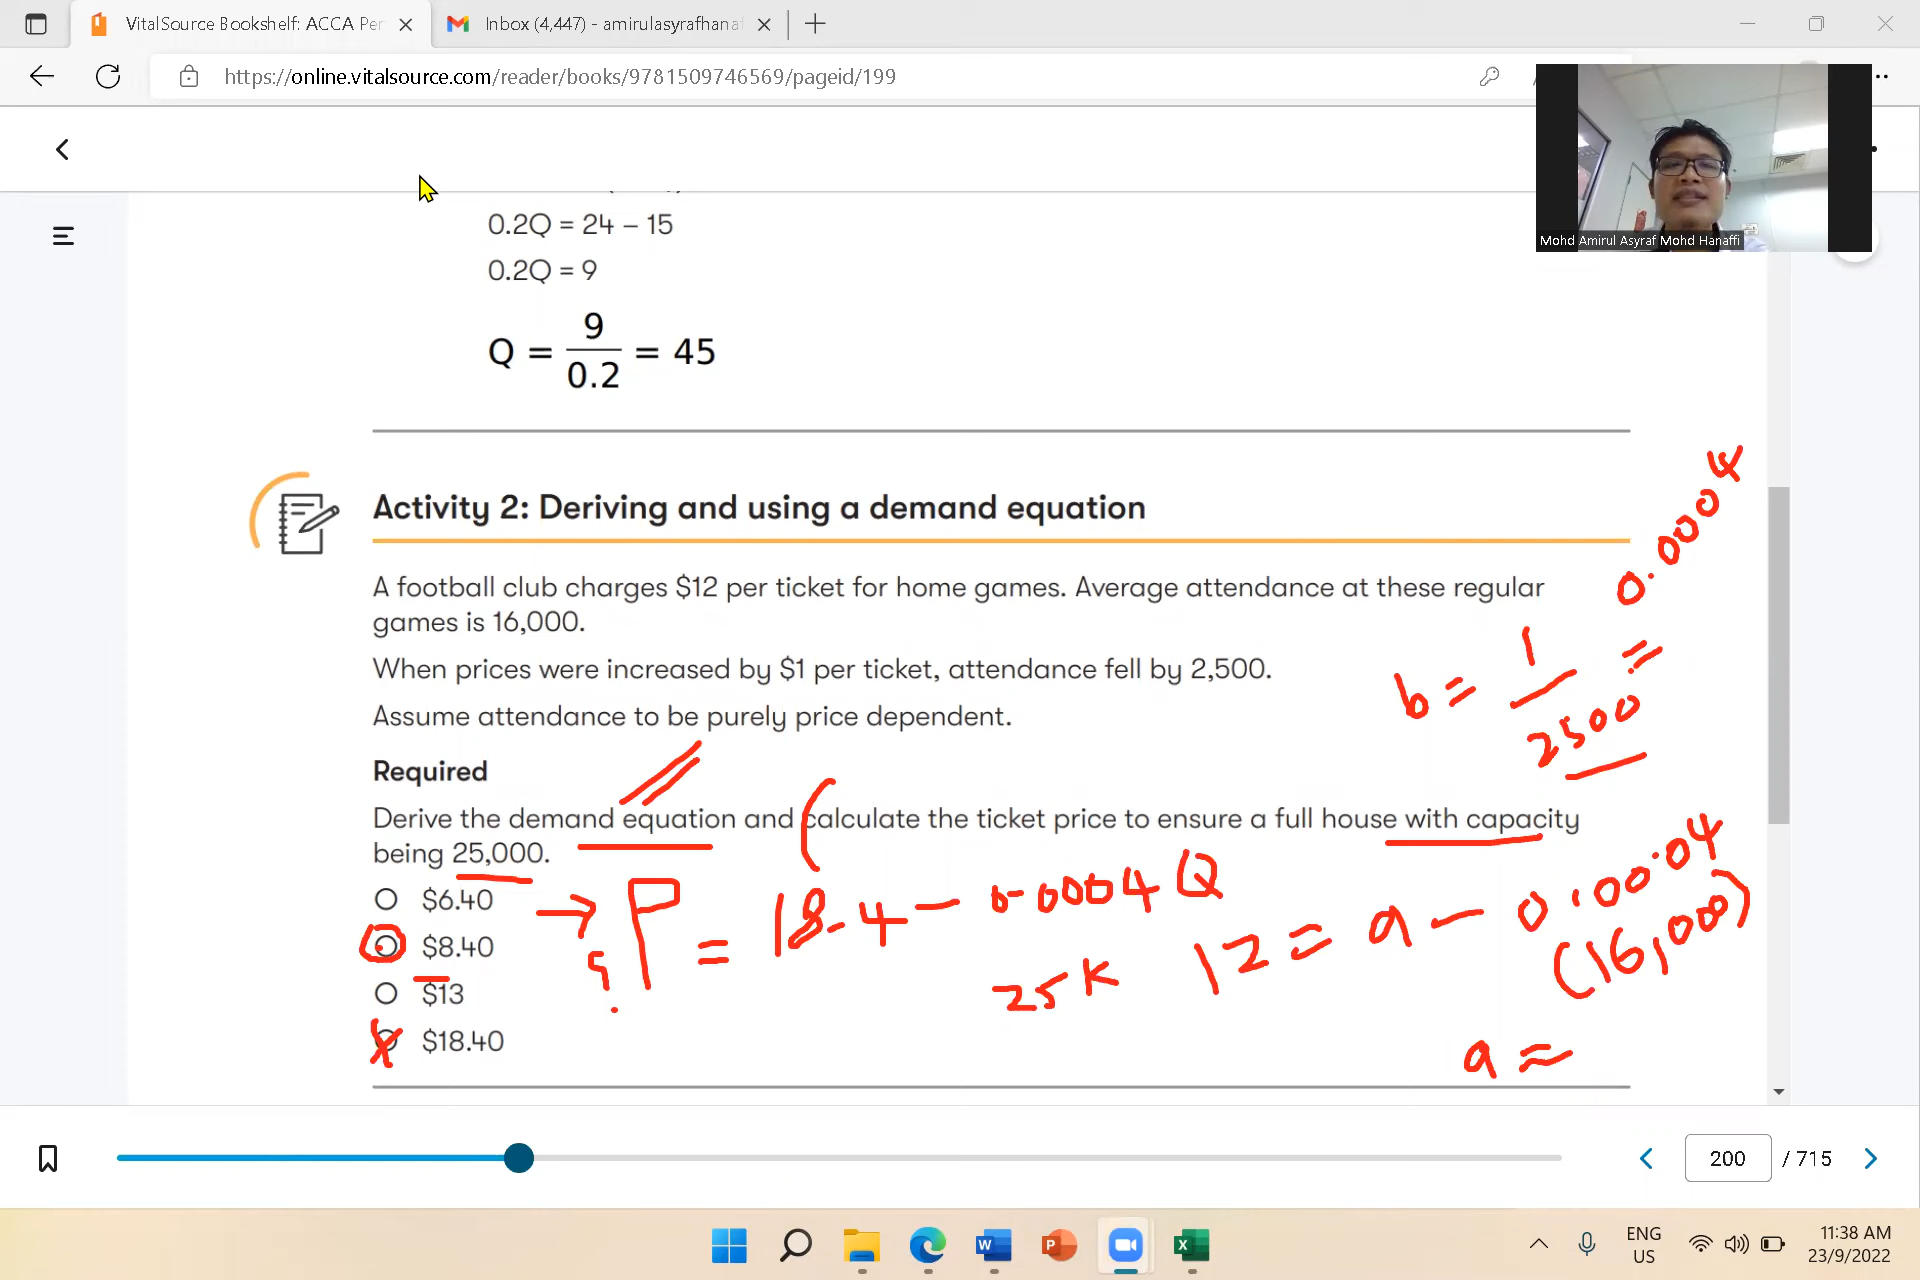 VitalSource Bookshelf: ACCA Per
Inbox (4,447) - amirulasyrafhanaf
https://online.vitalsource.com/reader/books/9781509746569/pageid/199
Mohd Amirul Asyraf Mohd Hanaffi
0.2Q = 24 – 15
0.2Q = 9
Q = 9/0.2 = 45
Activity 2: Deriving and using a demand equation
A football club charges $12 per ticket for home games. Average attendance at these regular
games is 16,000.
When prices were increased by $1 per ticket, attendance fell by 2,500.
Assume attendance to be purely price dependent.
b = 1/2500 = 0.0004
Required
Derive the demand equation and calculate the ticket price to ensure a full house with capacity
being 25,000.
$6.40
$8.40
$13
$18.40
P = 18.4 - 0.0004 Q
?
25K
12 = a - 0.00.04
(16,000)
a =
200 / 715
W
P
X
ENG
US
11:38 AM
23/9/2022